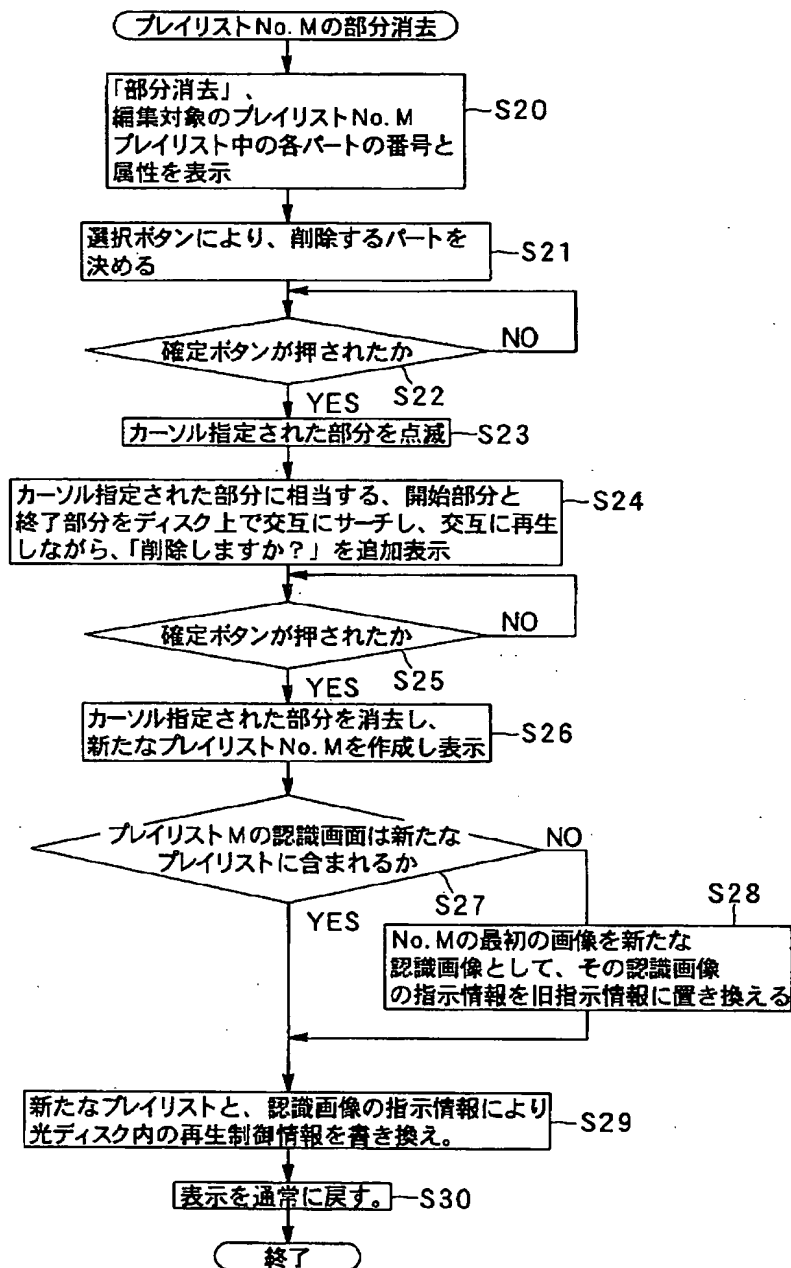 プレイリストNo.Mの部分消去
「部分消去」、
編集対象のプレイリストNo.M
プレイリスト中の各パートの番号と
属性を表示
S20
選択ボタンにより、削除するパートを
決める
S21
確定ボタンが押されたか
NO
S22
YES
カーソル指定された部分を点滅
S23
カーソル指定された部分に相当する、開始部分と
終了部分をディスク上で交互にサーチし、交互に再生
しながら、「削除しますか?」を追加表示
S24
確定ボタンが押されたか
NO
S25
YES
カーソル指定された部分を消去し、
新たなプレイリストNo.Mを作成し表示
S26
プレイリストMの認識画面は新たな
プレイリストに含まれるか
NO
S27
YES
S28
No.Mの最初の画像を新たな
認識画像として、その認識画像
の指示情報を旧指示情報に置き換える
新たなプレイリストと、認識画像の指示情報により
光ディスク内の再生制御情報を書き換え。
S29
表示を通常に戻す。
S30
終了